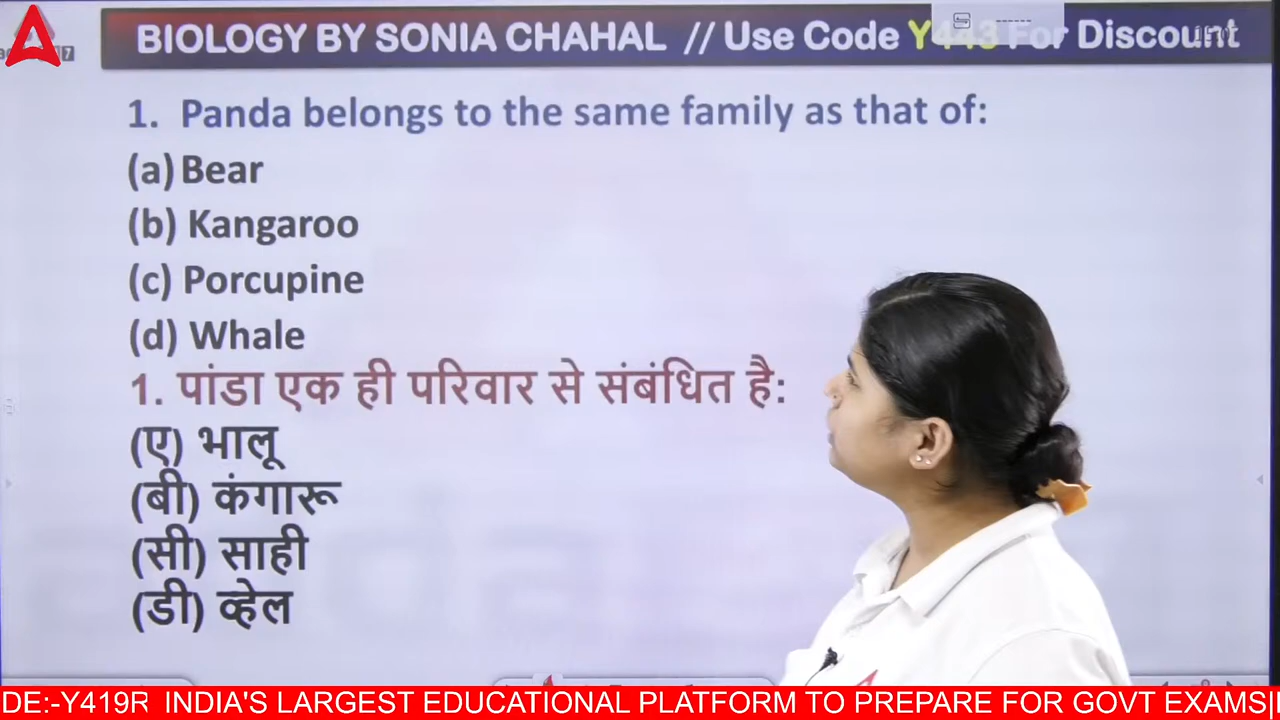 BIOLOGY BY SONIA CHAHAL // Use Code Y443 For Discount
1. Panda belongs to the same family as that of:
(a) Bear
(b) Kangaroo
(c) Porcupine
(d) Whale
1. पांडा एक ही परिवार से संबंधित है:
(ए) भालू
(बी) कंगारू
(सी) साही
(डी) व्हेल
DE:-Y419R INDIA'S LARGEST EDUCATIONAL PLATFORM TO PREPARE FOR GOVT EXAMS|